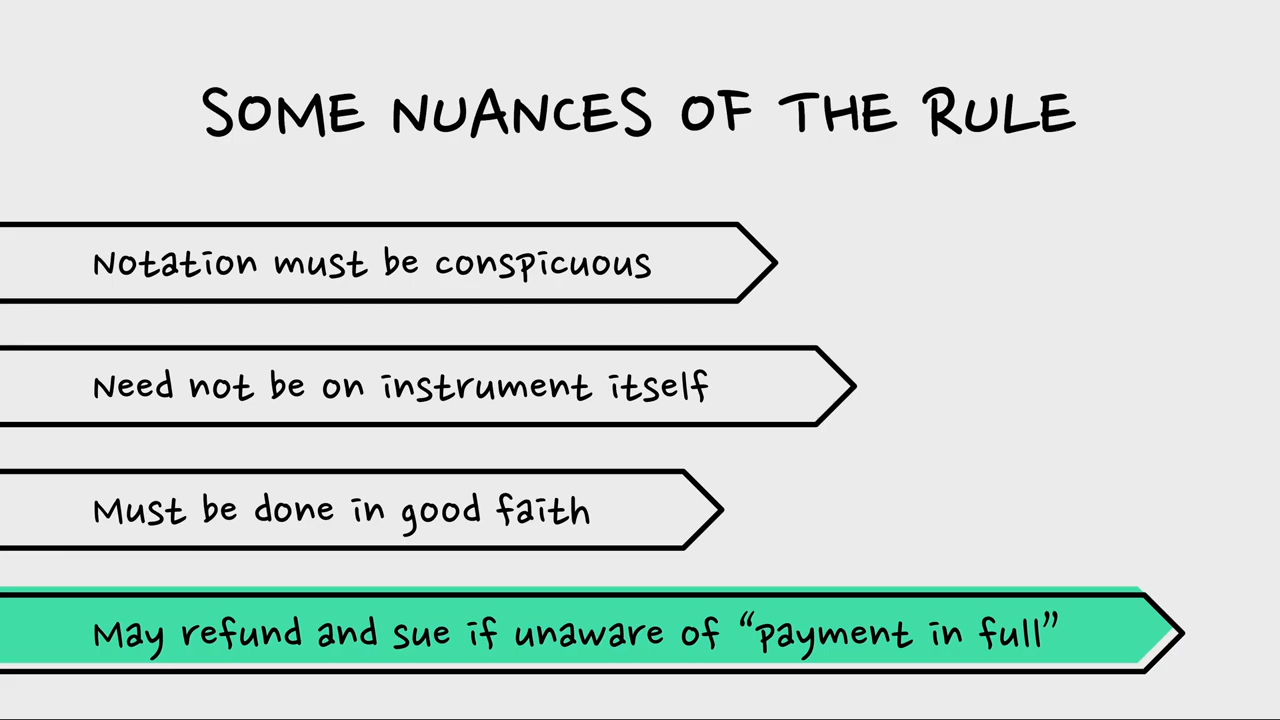 SOME NUANCES OF THE RULE
Notation must be conspicuous
Need not be on instrument itself
Must be done in good faith
May refund and sue if unaware of “payment in full”